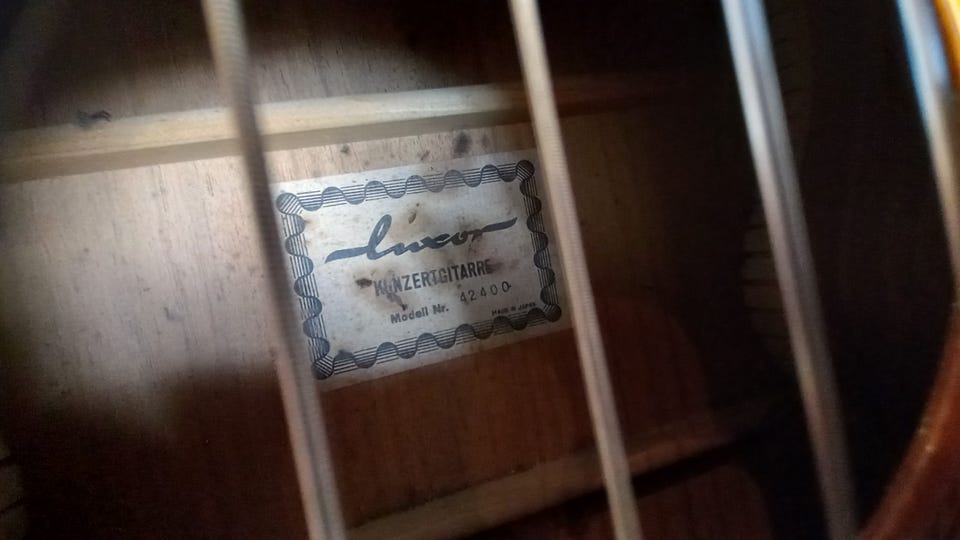 luxor
KONZERTGITARRE
Modell Nr. 42400
MADE IN JAPAN